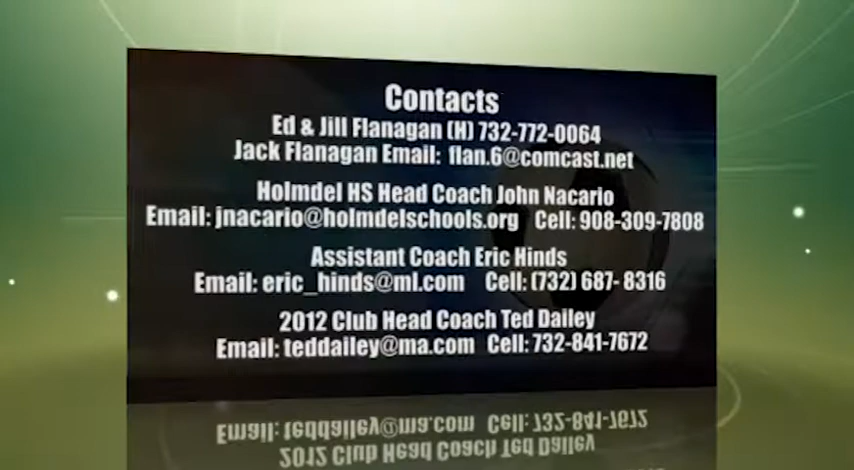 Contacts
Ed & Jill Flanagan (H) 732-772-0064
Jack Flanagan Email: flan.6@comcast.net
Holmdel HS Head Coach John Nacario
Email: jnacario@holmdelschools.org Cell: 908-309-7808
Assistant Coach Eric Hinds
Email: eric_hinds@ml.com Cell: (732) 687- 8316
2012 Club Head Coach Ted Dailey
Email: teddailey@ma.com Cell: 732-841-7672